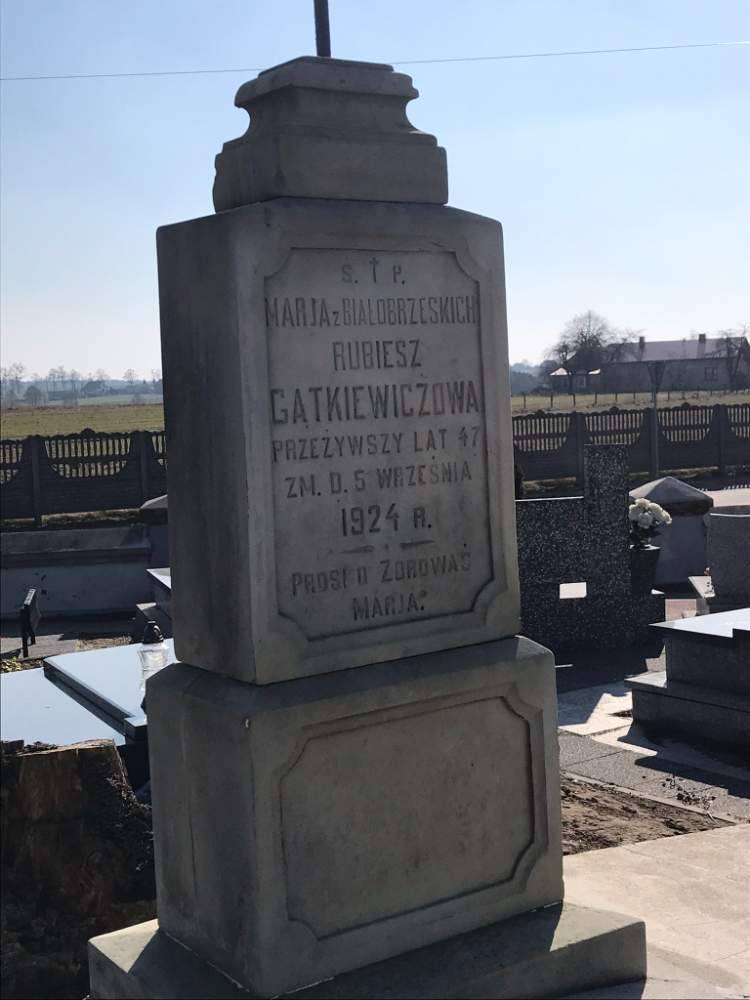 Ś. † P.
MARJA z BIAŁOBRZESKICH
RUBIESZ
GĄTKIEWICZOWA
PRZEŻYWSZY LAT 47
ZM. D. 5 WRZEŚNIA
1924 R.
PROSI O ZDROWAŚ
MARJA.